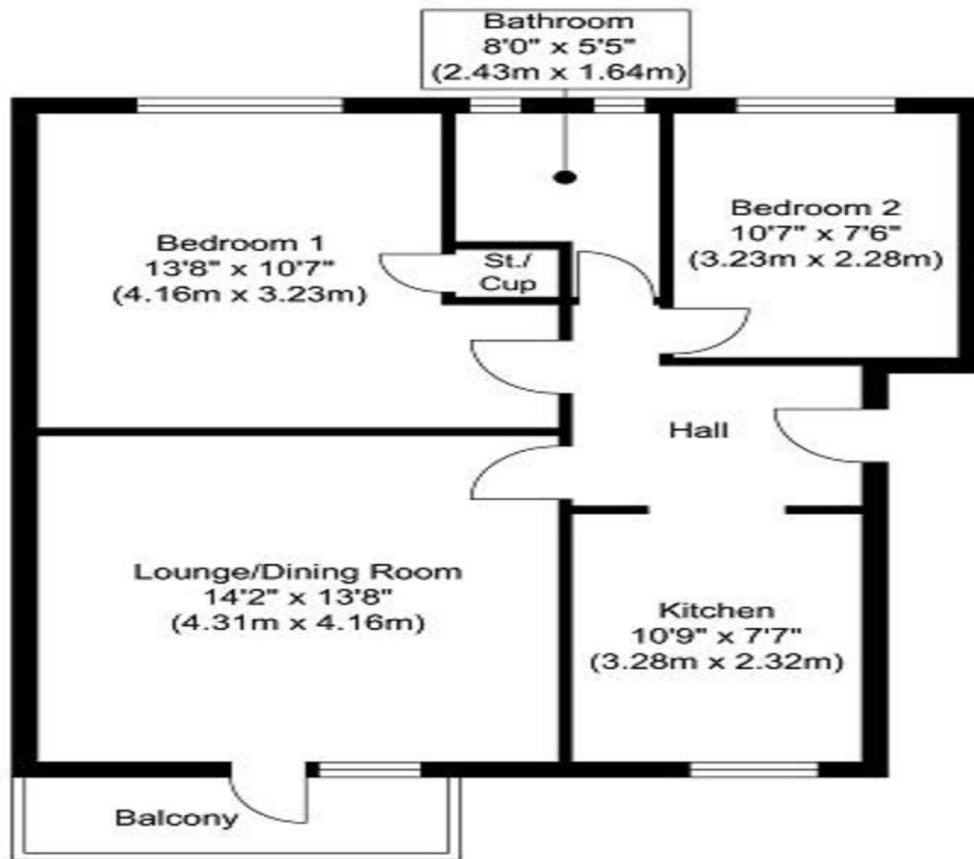 Bathroom
8'0" x 5'5"
(2.43m x 1.64m)
Bedroom 1
13'8" x 10'7"
(4.16m x 3.23m)
St./
Cup
Bedroom 2
10'7" x 7'6"
(3.23m x 2.28m)
Hall
Lounge/Dining Room
14'2" x 13'8"
(4.31m x 4.16m)
Kitchen
10'9" x 7'7"
(3.28m x 2.32m)
Balcony